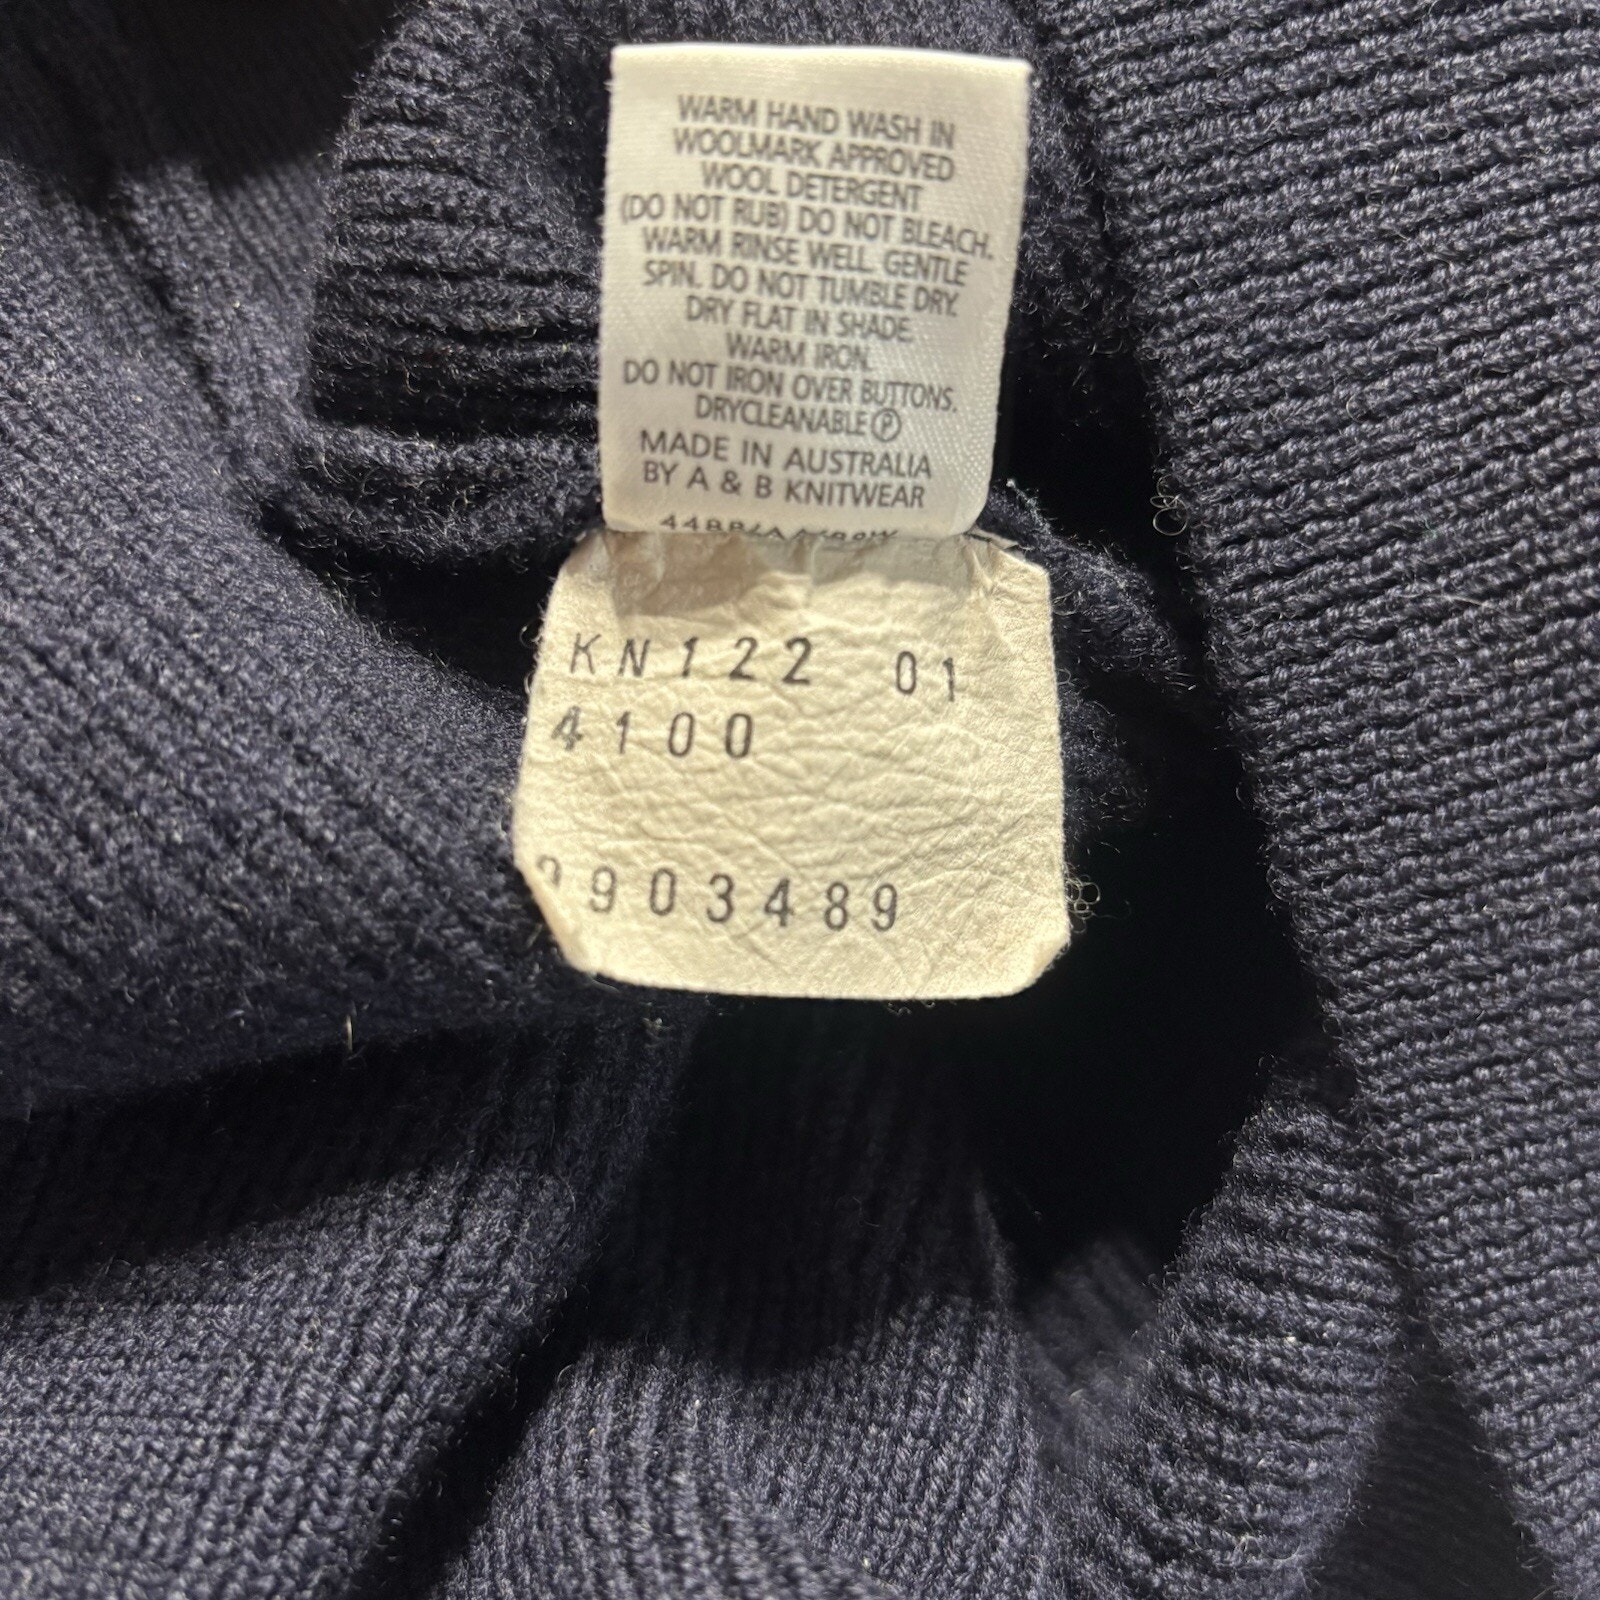 WARM HAND WASH IN
WOOLMARK APPROVED
WOOL DETERGENT
(DO NOT RUB) DO NOT BLEACH.
WARM RINSE WELL. GENTLE
SPIN. DO NOT TUMBLE DRY.
DRY FLAT IN SHADE.
WARM IRON.
DO NOT IRON OVER BUTTONS.
DRYCLEANABLE Ⓟ
MADE IN AUSTRALIA
BY A & B KNITWEAR
KN122 01
4100